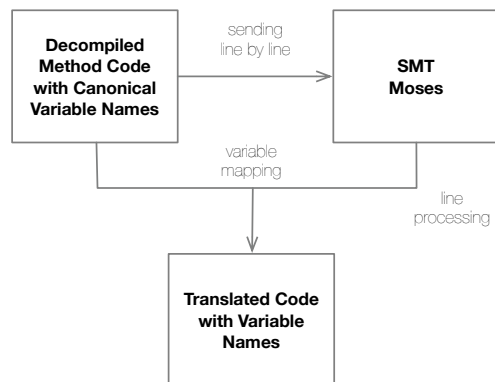 Decompiled
Method Code
with Canonical
Variable Names
sending
line by line
SMT
Moses
variable
mapping
line
processing
Translated Code
with Variable
Names